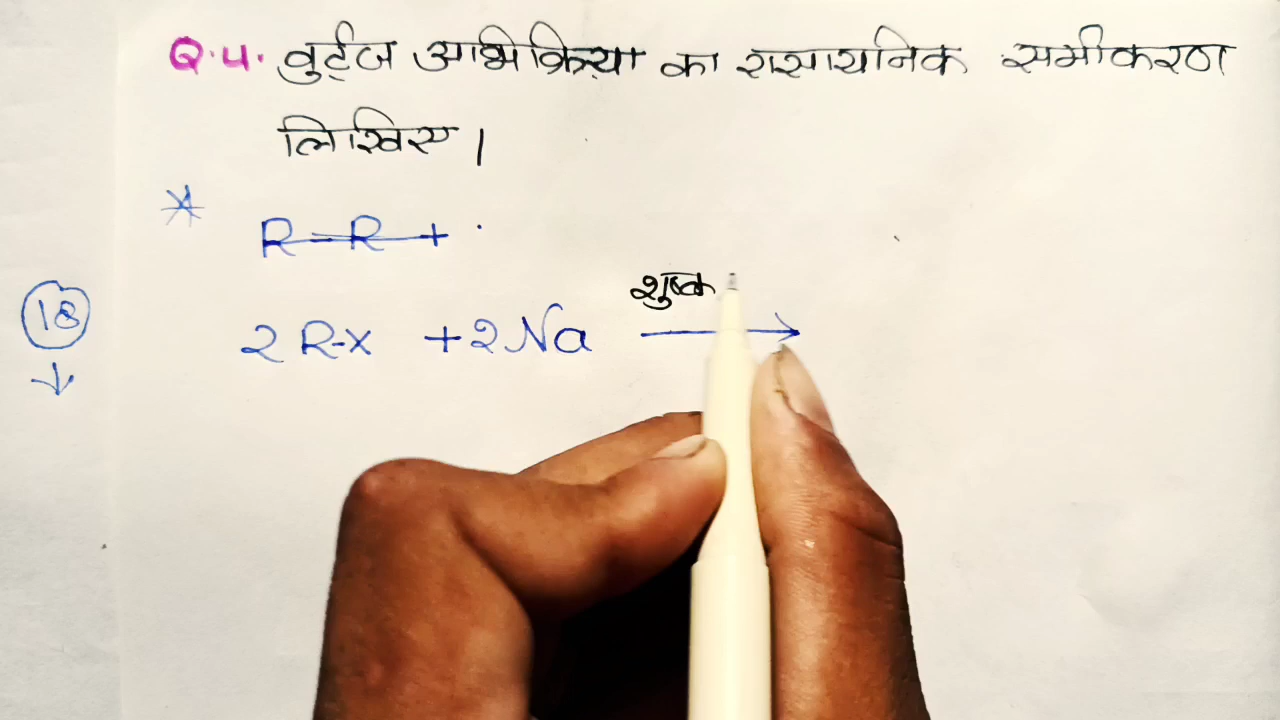 Q.4. वुर्ट्ज अभिक्रिया का रासायनिक समीकरण
लिखिए।
* R-R +
18
शुष्क
2 R-x + 2 Na →